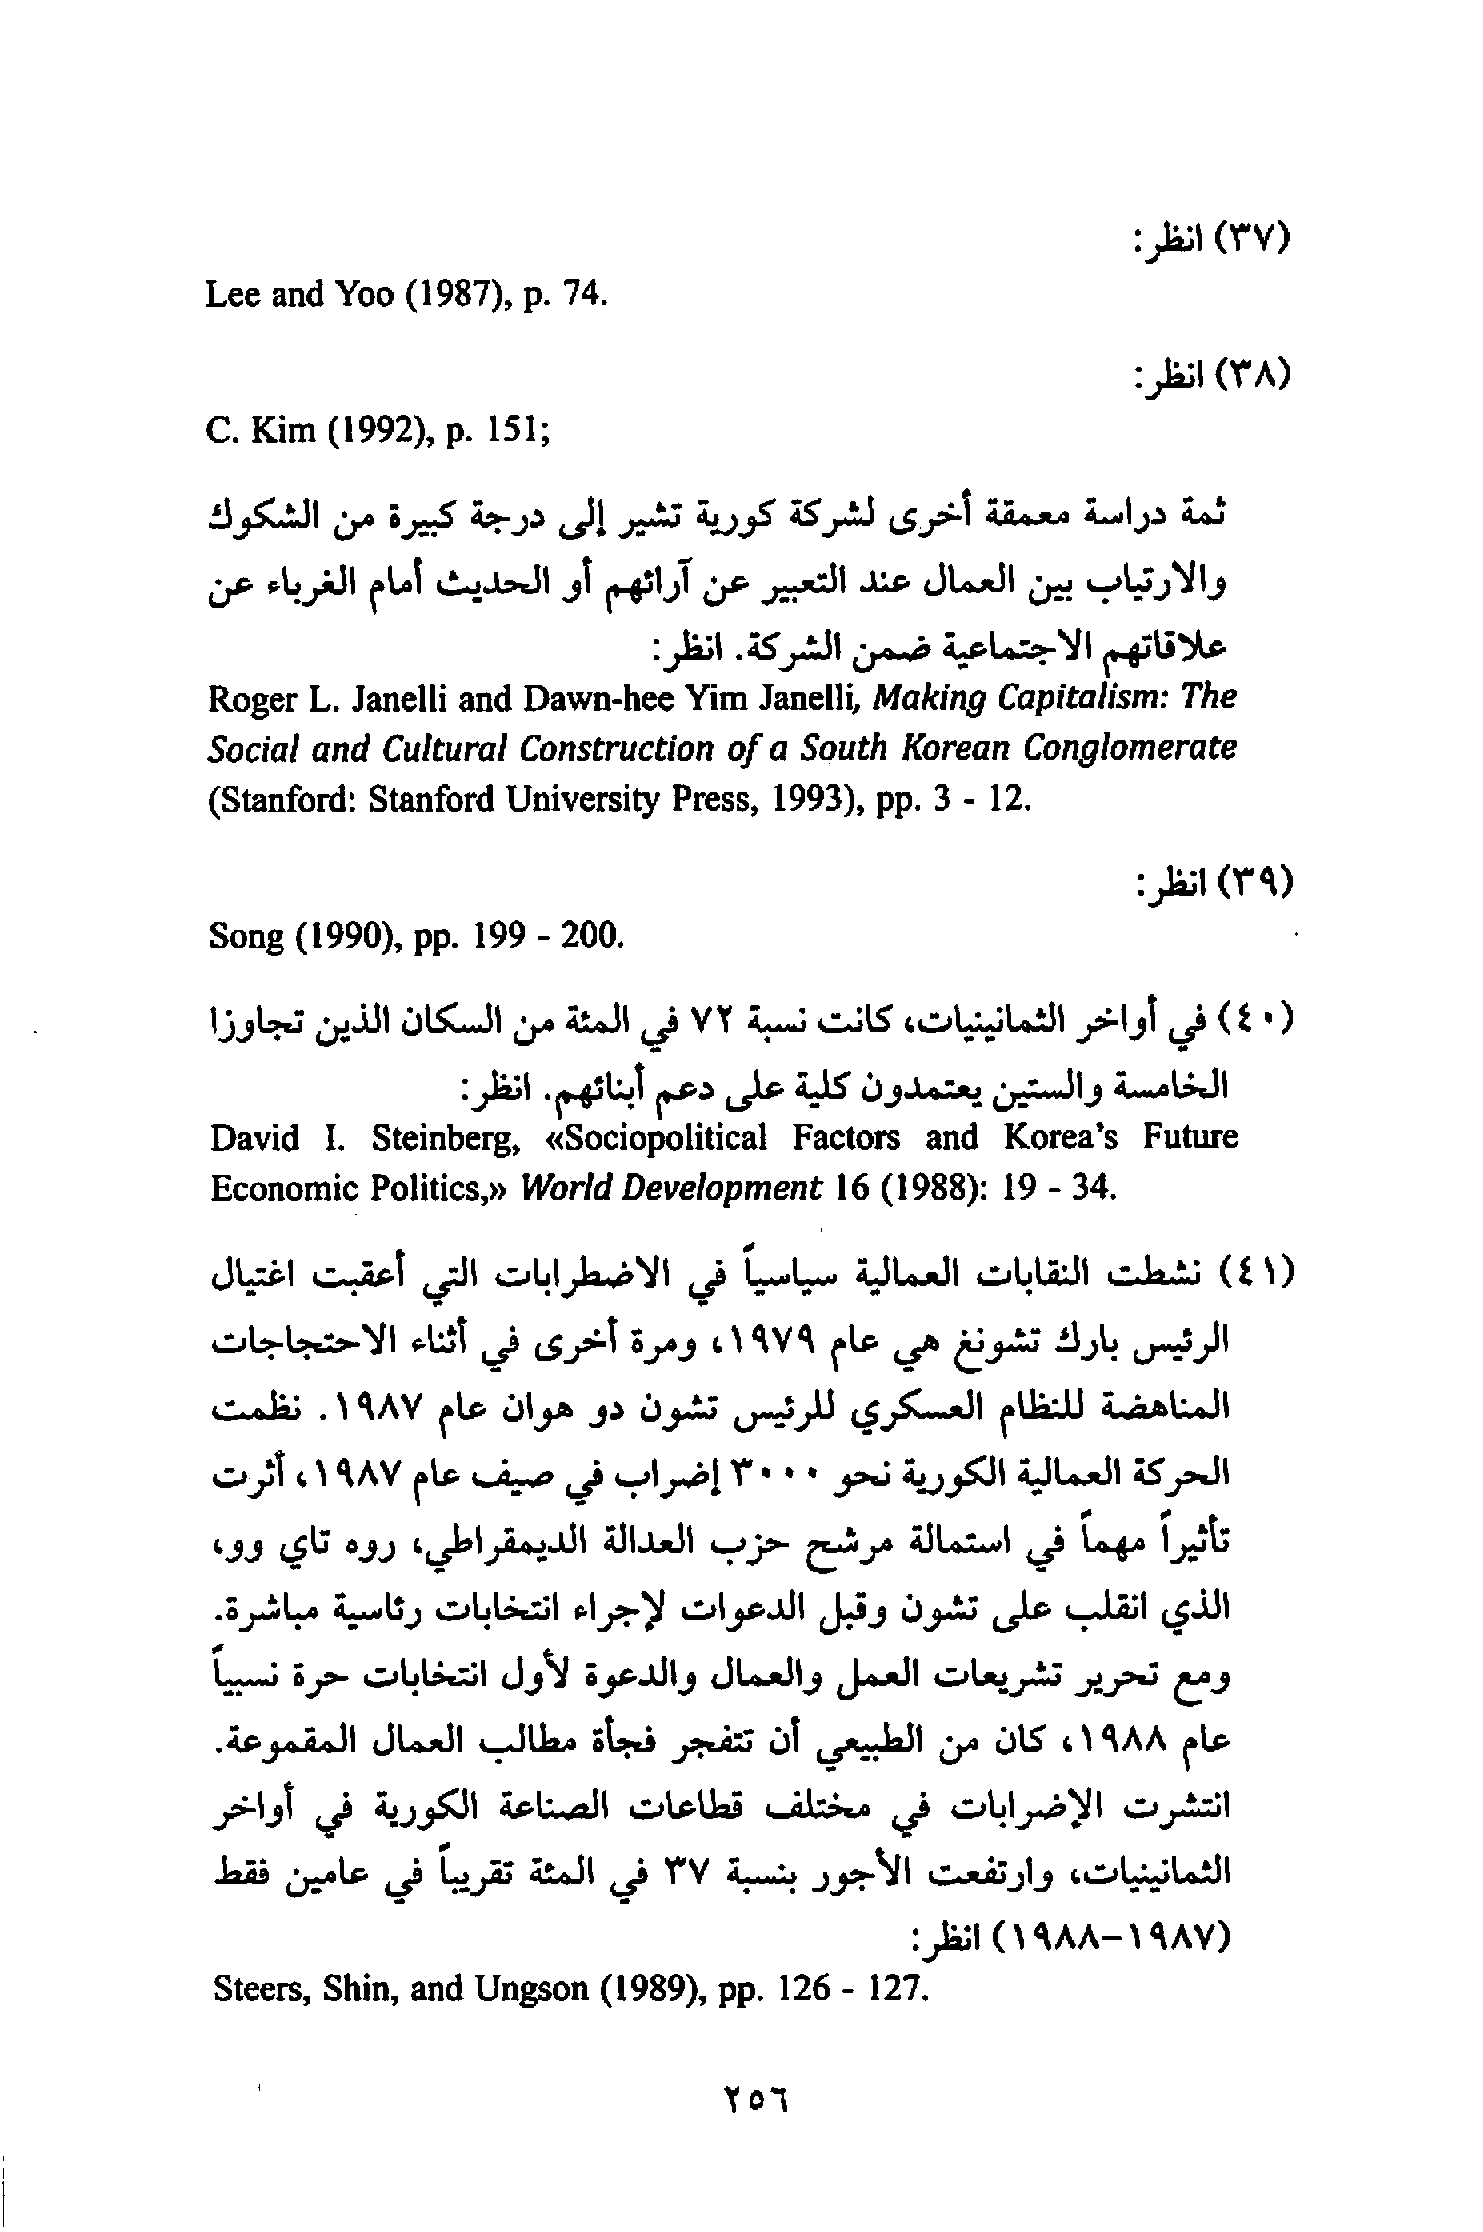 (٣٧) انظر:
Lee and Yoo (1987), p. 74.
(٣٨) انظر:
C. Kim (1992), p. 151;
ثمة دراسة معمقة أخرى لشركة كورية تشير إلى درجة كبيرة من الشكوك
والارتياب بين العمال عند التعبير عن آرائهم أو الحديث أمام الغرباء عن
علاقاتهم الاجتماعية ضمن الشركة. انظر:
Roger L. Janelli and Dawn-hee Yim Janelli, Making Capitalism: The
Social and Cultural Construction of a South Korean Conglomerate
(Stanford: Stanford University Press, 1993), pp. 3 - 12.
(٣٩) انظر:
Song (1990), pp. 199 - 200.
(٤٠) في أواخر الثمانينيات، كانت نسبة ٧٢ في المئة من السكان الذين تجاوزا
الخامسة والستين يعتمدون كلية على دعم أبنائهم. انظر:
David I. Steinberg, «Sociopolitical Factors and Korea's Future
Economic Politics,» World Development 16 (1988): 19 - 34.
(٤١) نشطت النقابات العمالية سياسياً في الاضطرابات التي أعقبت اغتيال
الرئيس بارك تشونغ هي عام ١٩٧٩، ومرة أخرى في أثناء الاحتجاجات
المناهضة للنظام العسكري للرئيس تشون دو هوان عام ١٩٨٧. نظمت
الحركة العمالية الكورية نحو ٣٠٠٠ إضراب في صيف عام ١٩٨٧، أثرت
تأثيراً مهماً في استمالة مرشح حزب العدالة الديمقراطي، روه تاي وو،
الذي انقلب على تشون وقبل الدعوات لإجراء انتخابات رئاسية مباشرة.
ومع تحرير تشريعات العمل والعمال والدعوة لأول انتخابات حرة نسبياً
عام ١٩٨٨، كان من الطبيعي أن تتفجر فجأة مطالب العمال المقموعة.
انتشرت الإضرابات في مختلف قطاعات الصناعة الكورية في أواخر
الثمانينيات، وارتفعت الأجور بنسبة ٣٧ في المئة تقريباً في عامين فقط
(١٩٨٧-١٩٨٨) انظر:
Steers, Shin, and Ungson (1989), pp. 126 - 127.
٢٥٦